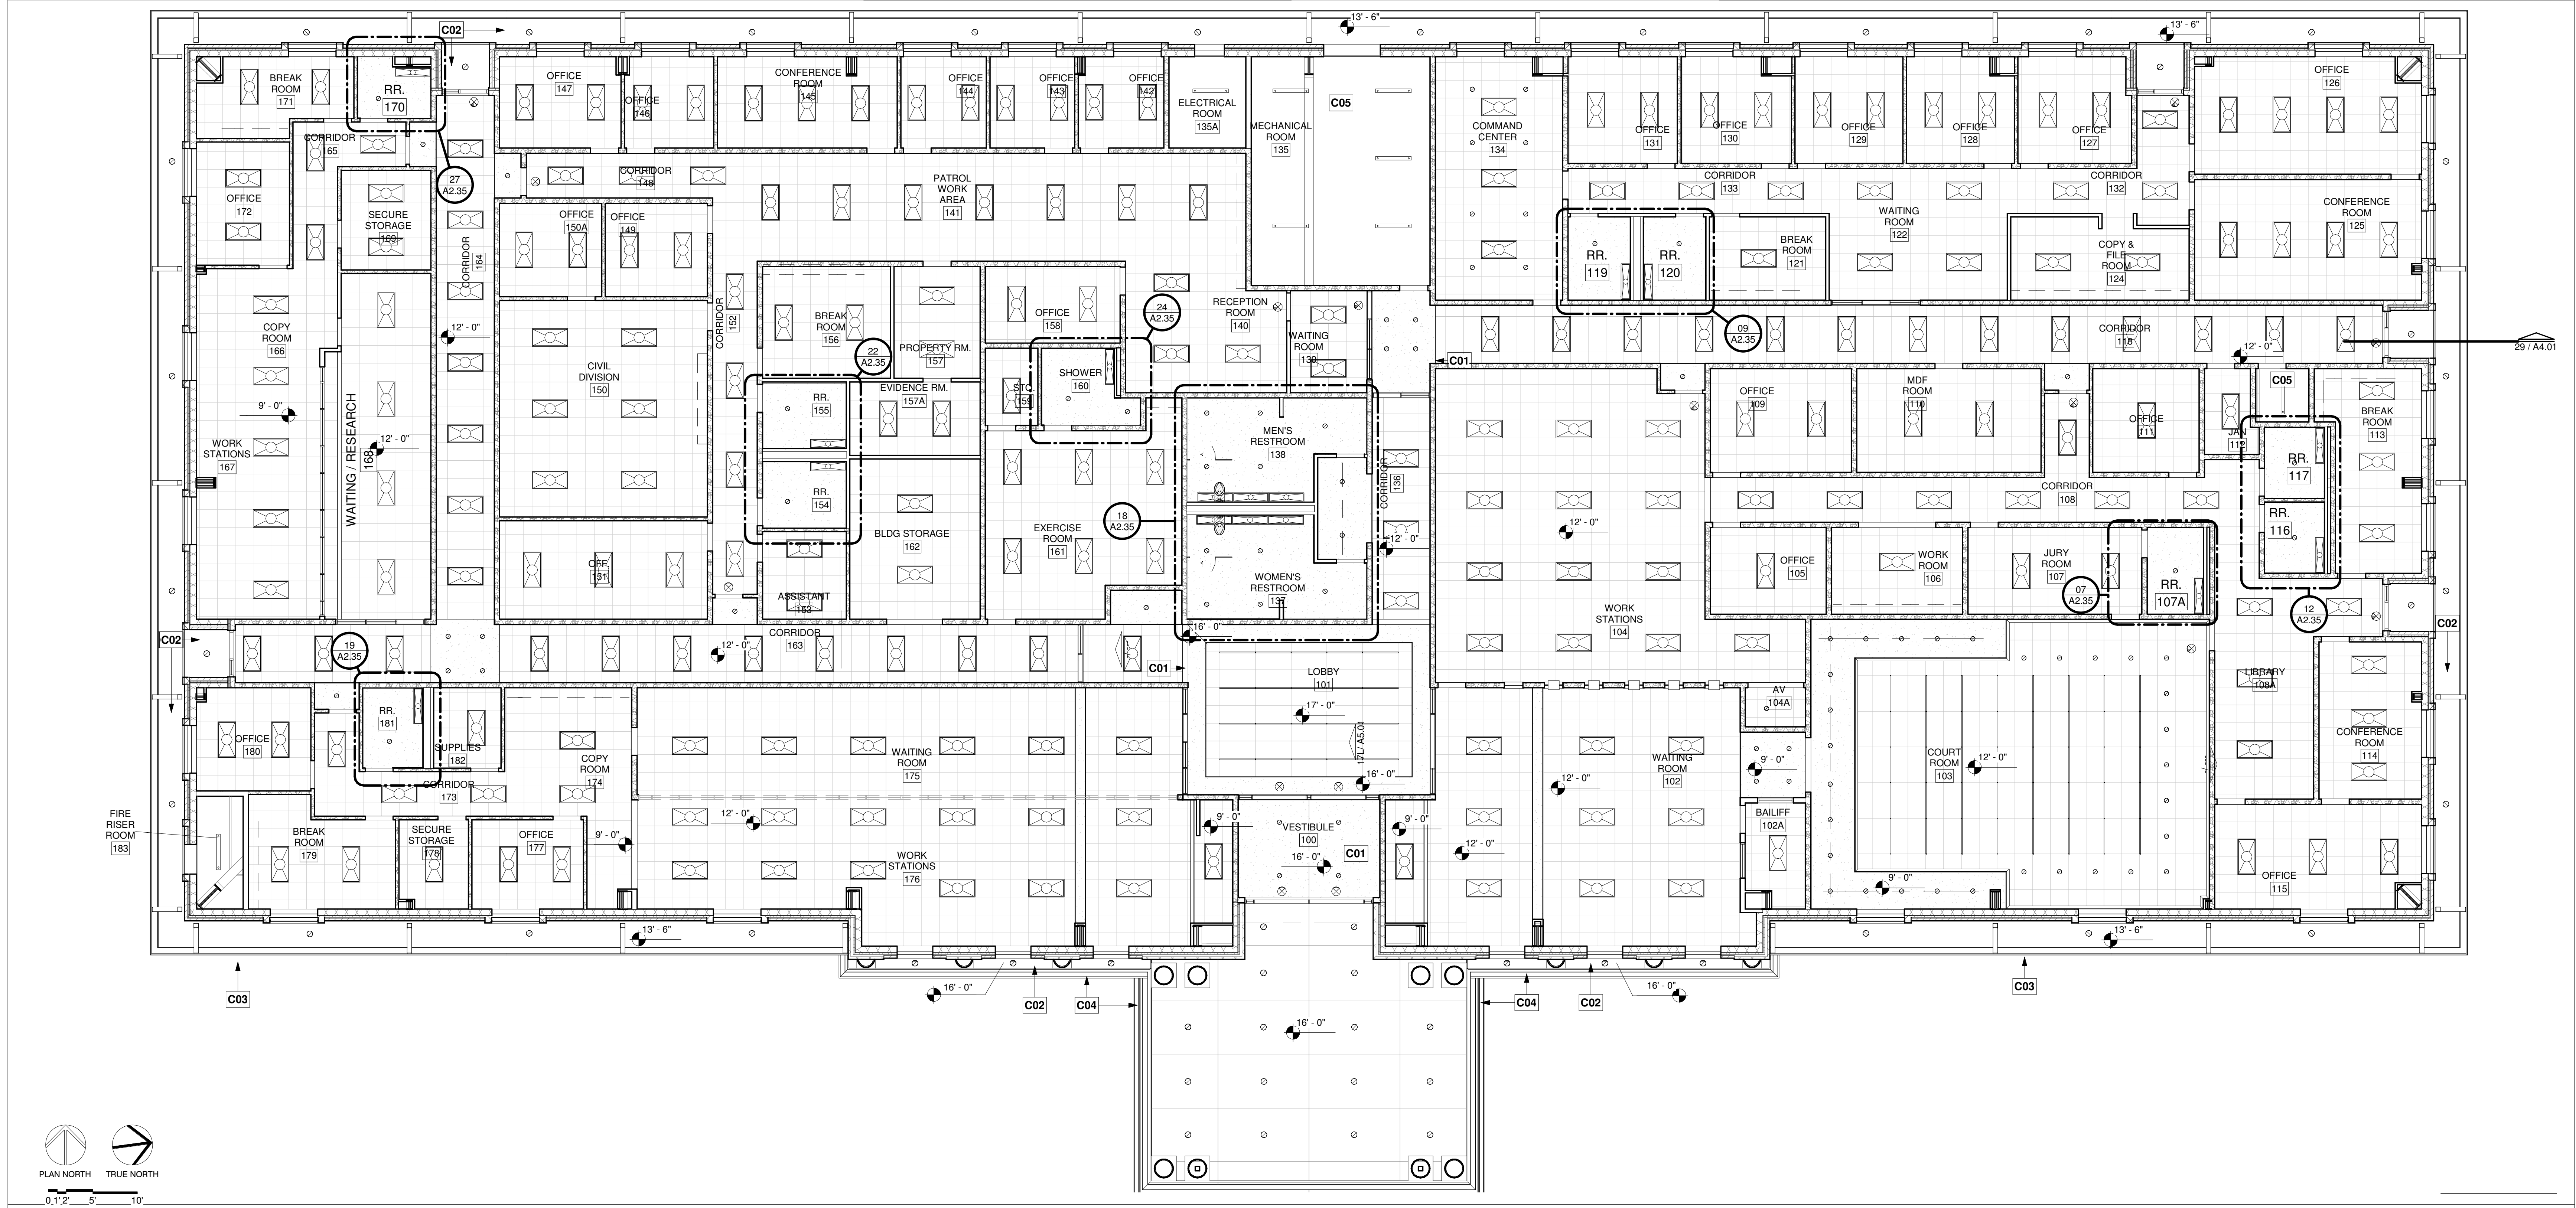 13' - 6"
13' - 6"
C02
BREAK
ROOM
171
RR.
170
OFFICE
147
OFFICE
146
CONFERENCE
ROOM
145
OFFICE
144
OFFICE
143
OFFICE
142
ELECTRICAL
ROOM
135A
MECHANICAL
ROOM
135
C05
COMMAND
CENTER
134
OFFICE
131
OFFICE
130
OFFICE
129
OFFICE
128
OFFICE
127
OFFICE
126
CORRIDOR
165
27
A2.35
CORRIDOR
148
PATROL
WORK
AREA
141
CORRIDOR
133
CORRIDOR
132
OFFICE
172
SECURE
STORAGE
169
CORRIDOR
164
OFFICE
150A
OFFICE
149
WAITING
ROOM
122
CONFERENCE
ROOM
125
RR.
119
RR.
120
BREAK
ROOM
121
COPY &
FILE
ROOM
124
COPY
ROOM
166
12' - 0"
CORRIDOR
152
BREAK
ROOM
156
PROPERTY RM.
157
OFFICE
158
24
A2.35
RECEPTION
ROOM
140
WAITING
ROOM
139
09
A2.35
CORRIDOR
118
12' - 0"
29 / A4.01
22
A2.35
C01
CIVIL
DIVISION
150
SHOWER
160
STO.
159
EVIDENCE RM.
157A
RR.
155
OFFICE
109
MDF
ROOM
110
OFFICE
111
C05
JAN
112
BREAK
ROOM
113
9' - 0"
WORK
STATIONS
167
WAITING / RESEARCH
168
12' - 0"
MEN'S
RESTROOM
138
CORRIDOR
136
RR.
117
RR.
154
18
A2.35
EXERCISE
ROOM
161
BLDG STORAGE
162
12' - 0"
12' - 0"
CORRIDOR
108
RR.
116
OFF.
151
ASSISTANT
153
WOMEN'S
RESTROOM
137
OFFICE
105
WORK
ROOM
106
JURY
ROOM
107
07
A2.35
RR.
107A
12
A2.35
WORK
STATIONS
104
C02
C02
19
A2.35
CORRIDOR
163
12' - 0"
16' - 0"
C01
LOBBY
101
17' - 0"
17L / A5.01
16' - 0"
AV
104A
LIBRARY
108A
OFFICE
180
RR.
181
SUPPLIES
182
CORRIDOR
173
COPY
ROOM
174
WAITING
ROOM
175
WAITING
ROOM
102
12' - 0"
9' - 0"
COURT
ROOM
103
12' - 0"
CONFERENCE
ROOM
114
FIRE
RISER
ROOM
183
BREAK
ROOM
179
SECURE
STORAGE
178
OFFICE
177
9' - 0"
12' - 0"
WORK
STATIONS
176
9' - 0"
VESTIBULE
100
16' - 0"
C01
9' - 0"
12' - 0"
BAILIFF
102A
9' - 0"
OFFICE
115
13' - 6"
13' - 6"
C03
16' - 0"
C02
C04
C04
C02
16' - 0"
C03
16' - 0"
PLAN NORTH
TRUE NORTH
0 1' 2' 5' 10'